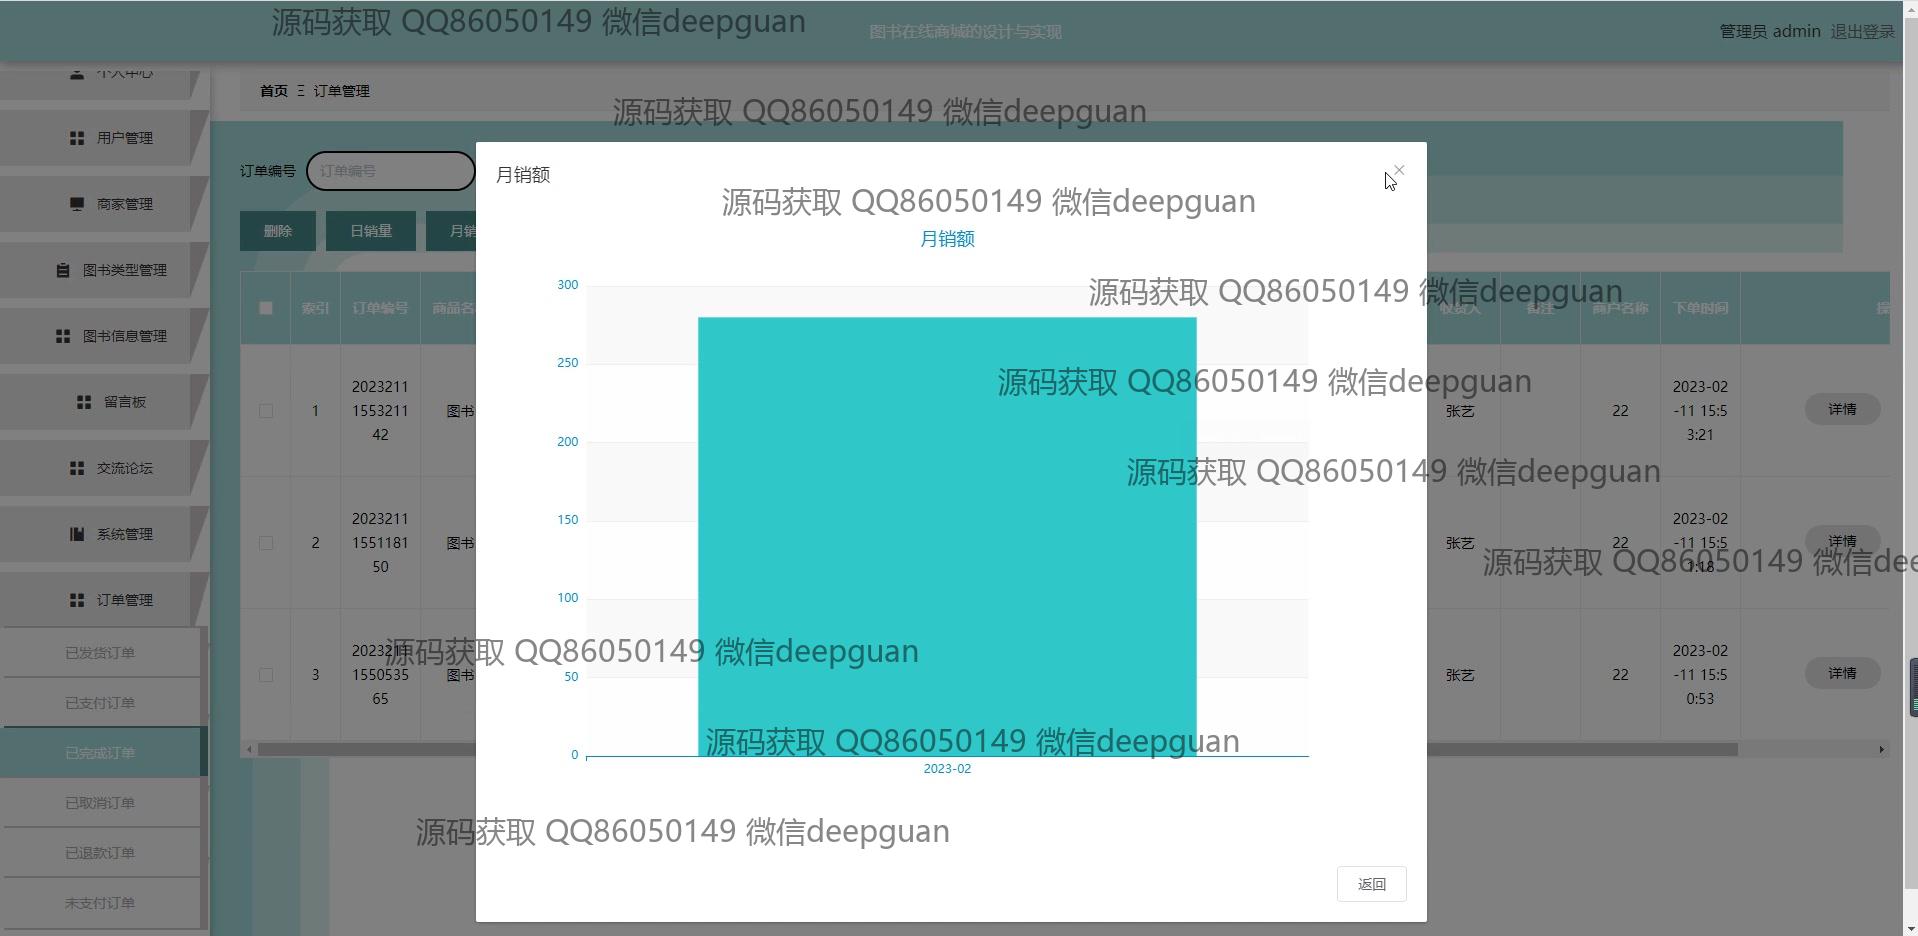 源码获取 QQ86050149 微信deepguan
图书在线商城的设计与实现
管理员 admin 退出登录
个人中心
首页 Ξ 订单管理
源码获取 QQ86050149 微信deepguan
用户管理
订单编号 订单编号
月销额
源码获取 QQ86050149 微信deepguan
商家管理
删除 日销量 月销
月销额
图书类型管理
300
源码获取 QQ86050149 微信deepguan
索引 订单编号 商品名 收货人 备注 商户名称 下单时间 操
图书信息管理
250
源码获取 QQ86050149 微信deepguan
2023211
1553211
42
1 图书 张艺 22
2023-02
-11 15:5
3:21
详情
留言板
200
源码获取 QQ86050149 微信deepguan
交流论坛
150
2023211
1551181
50
2 图书 张艺 22
2023-02
-11 15:5
1:18
详情
系统管理
源码获取 QQ86050149 微信dee
100
订单管理
源码获取 QQ86050149 微信deepguan
已发货订单
50
2023211
1550535
65
3 图书 张艺 22
2023-02
-11 15:5
0:53
详情
已支付订单
源码获取 QQ86050149 微信deepguan
已完成订单
0
2023-02
已取消订单
源码获取 QQ86050149 微信deepguan
已退款订单
返回
未支付订单